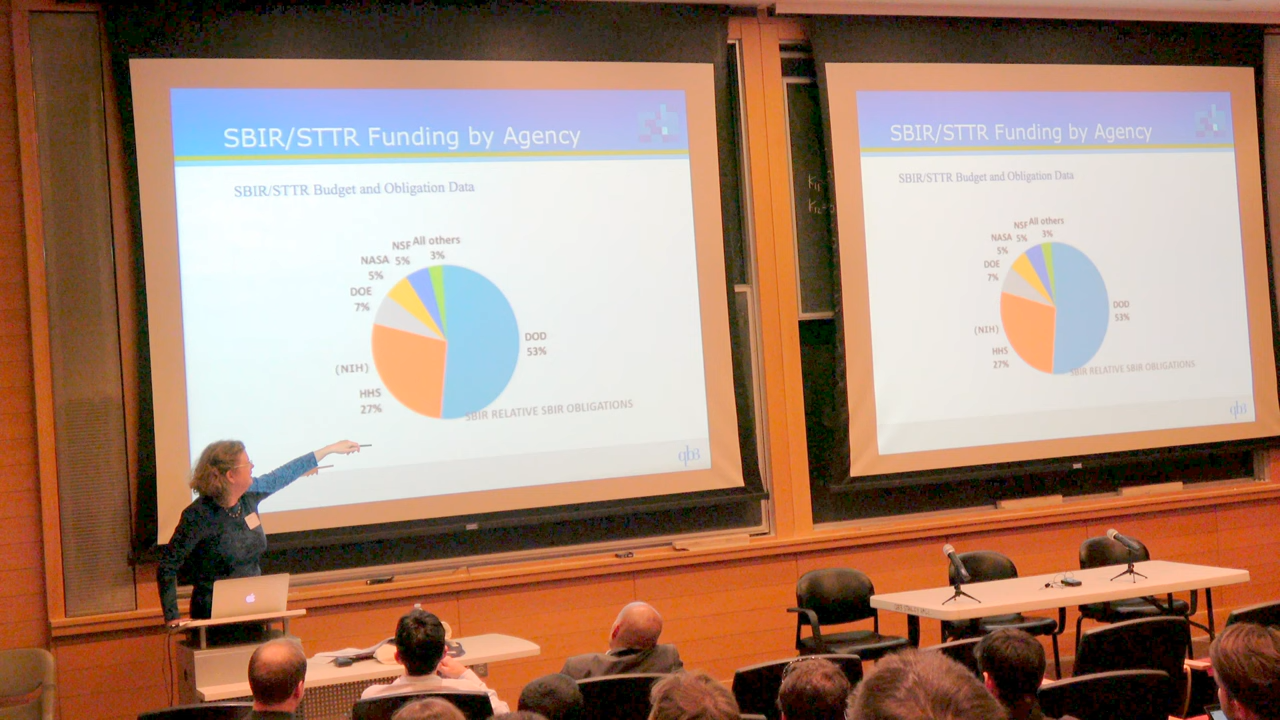 SBIR/STTR Funding by Agency
SBIR/STTR Budget and Obligation Data
NSF All others
5% 3%
NASA
5%
DOE
7%
DOD
53%
(NIH)
HHS
27%
SBIR RELATIVE SBIR OBLIGATIONS
qb3
SBIR/STTR Funding by Agency
SBIR/STTR Budget and Obligation Data
NSF All others
5% 3%
NASA
5%
DOE
7%
DOD
53%
(NIH)
HHS
27%
SBIR RELATIVE SBIR OBLIGATIONS
qb3